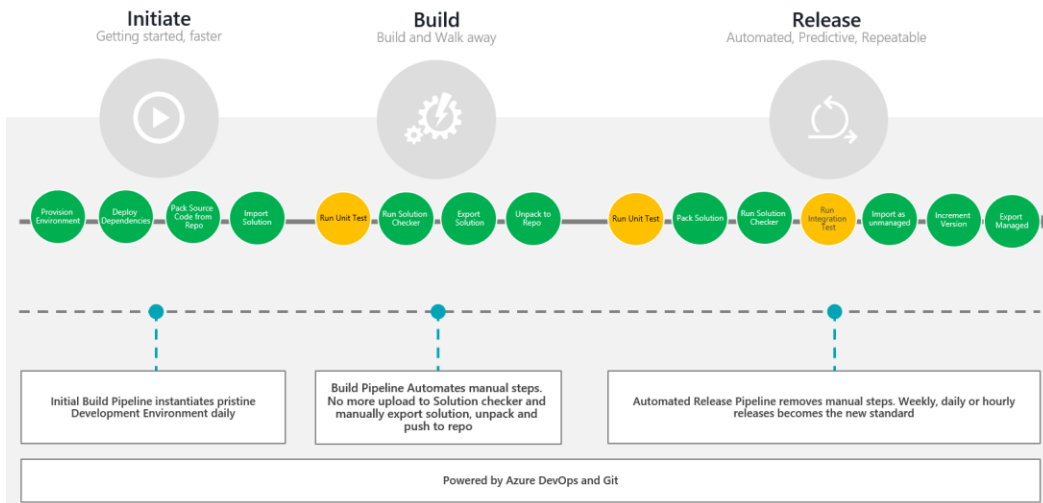 Initiate
Getting started, faster
Build
Build and Walk away
Release
Automated, Predictive, Repeatable
Provision
Environment
Deploy
Dependencies
Pack Source
Code from
Repo
Import
Solution
Run Unit Test
Run Solution
Checker
Export
Solution
Unpack to
Repo
Run Unit Test
Pack Solution
Run Solution
Checker
Run
Integration
Test
Import as
unmanaged
Increment
Version
Export
Managed
Initial Build Pipeline instantiates pristine
Development Environment daily
Build Pipeline Automates manual steps.
No more upload to Solution checker and
manually export solution, unpack and
push to repo
Automated Release Pipeline removes manual steps. Weekly, daily or hourly
releases becomes the new standard
Powered by Azure DevOps and Git